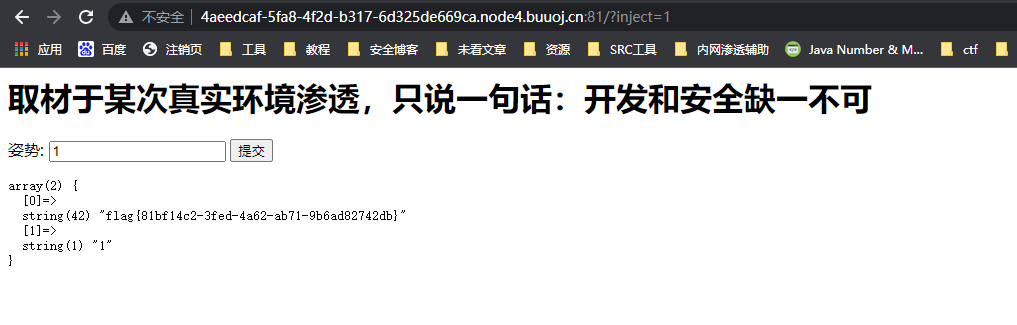 不安全 4aeedcaf-5fa8-4f2d-b317-6d325de669ca.node4.buuoj.cn:81/?inject=1
应用 百度 注销页 工具 教程 安全博客 未看文章 资源 SRC工具 内网渗透辅助 Java Number & M... ctf
取材于某次真实环境渗透，只说一句话：开发和安全缺一不可
姿势: 1 提交
array(2) {
[0]=>
string(42) "flag{81bf14c2-3fed-4a62-ab71-9b6ad82742db}"
[1]=>
string(1) "1"
}